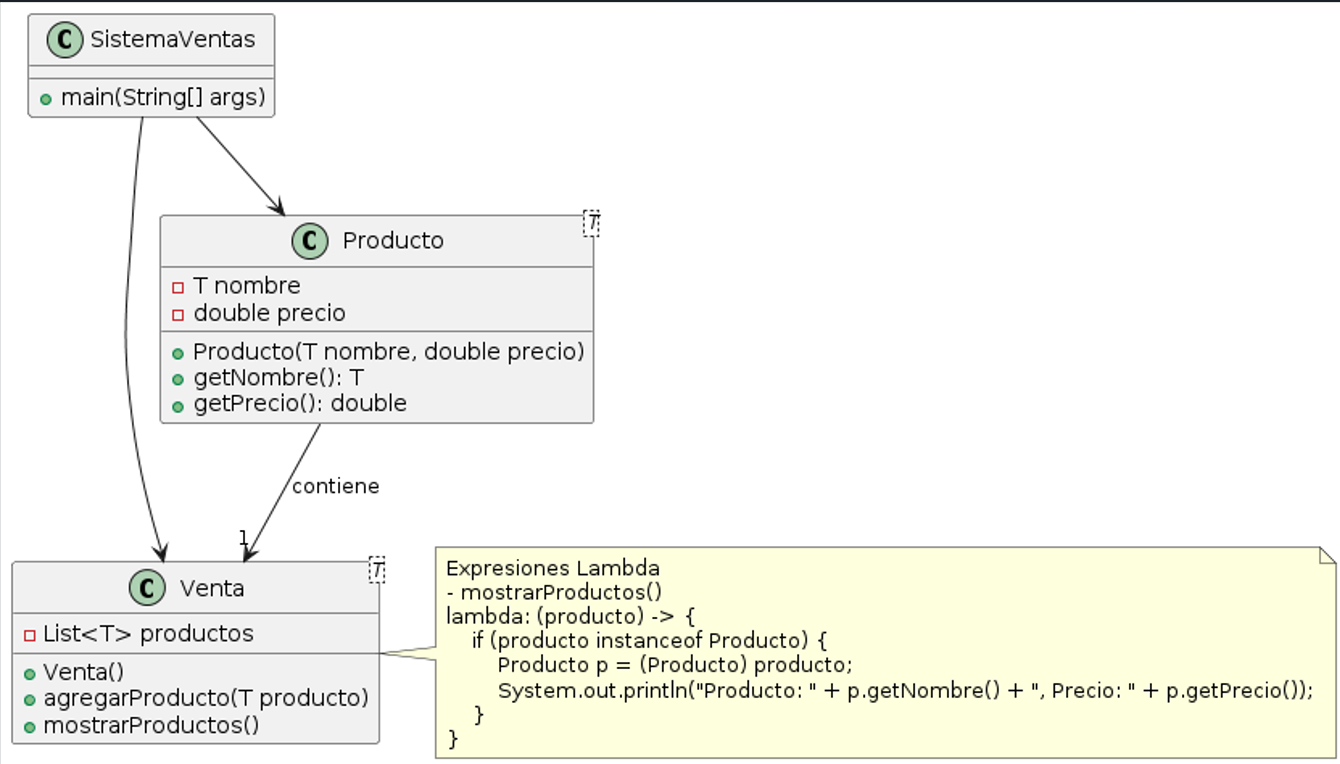 C SistemaVentas
main(String[] args)
T
C Producto
T nombre
double precio
Producto(T nombre, double precio)
getNombre(): T
getPrecio(): double
contiene
1
T
C Venta
List<T> productos
Venta()
agregarProducto(T producto)
mostrarProductos()
Expresiones Lambda
- mostrarProductos()
lambda: (producto) -> {
    if (producto instanceof Producto) {
        Producto p = (Producto) producto;
        System.out.println("Producto: " + p.getNombre() + ", Precio: " + p.getPrecio());
    }
}